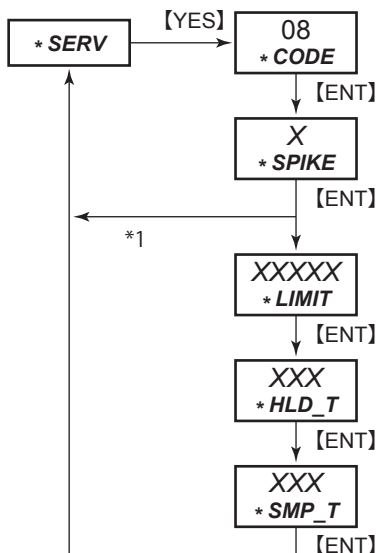 【YES】
* SERV
08
* CODE
【ENT】
X
* SPIKE
【ENT】
*1
XXXXX
* LIMIT
【ENT】
XXX
* HLD_T
【ENT】
XXX
* SMP_T
【ENT】